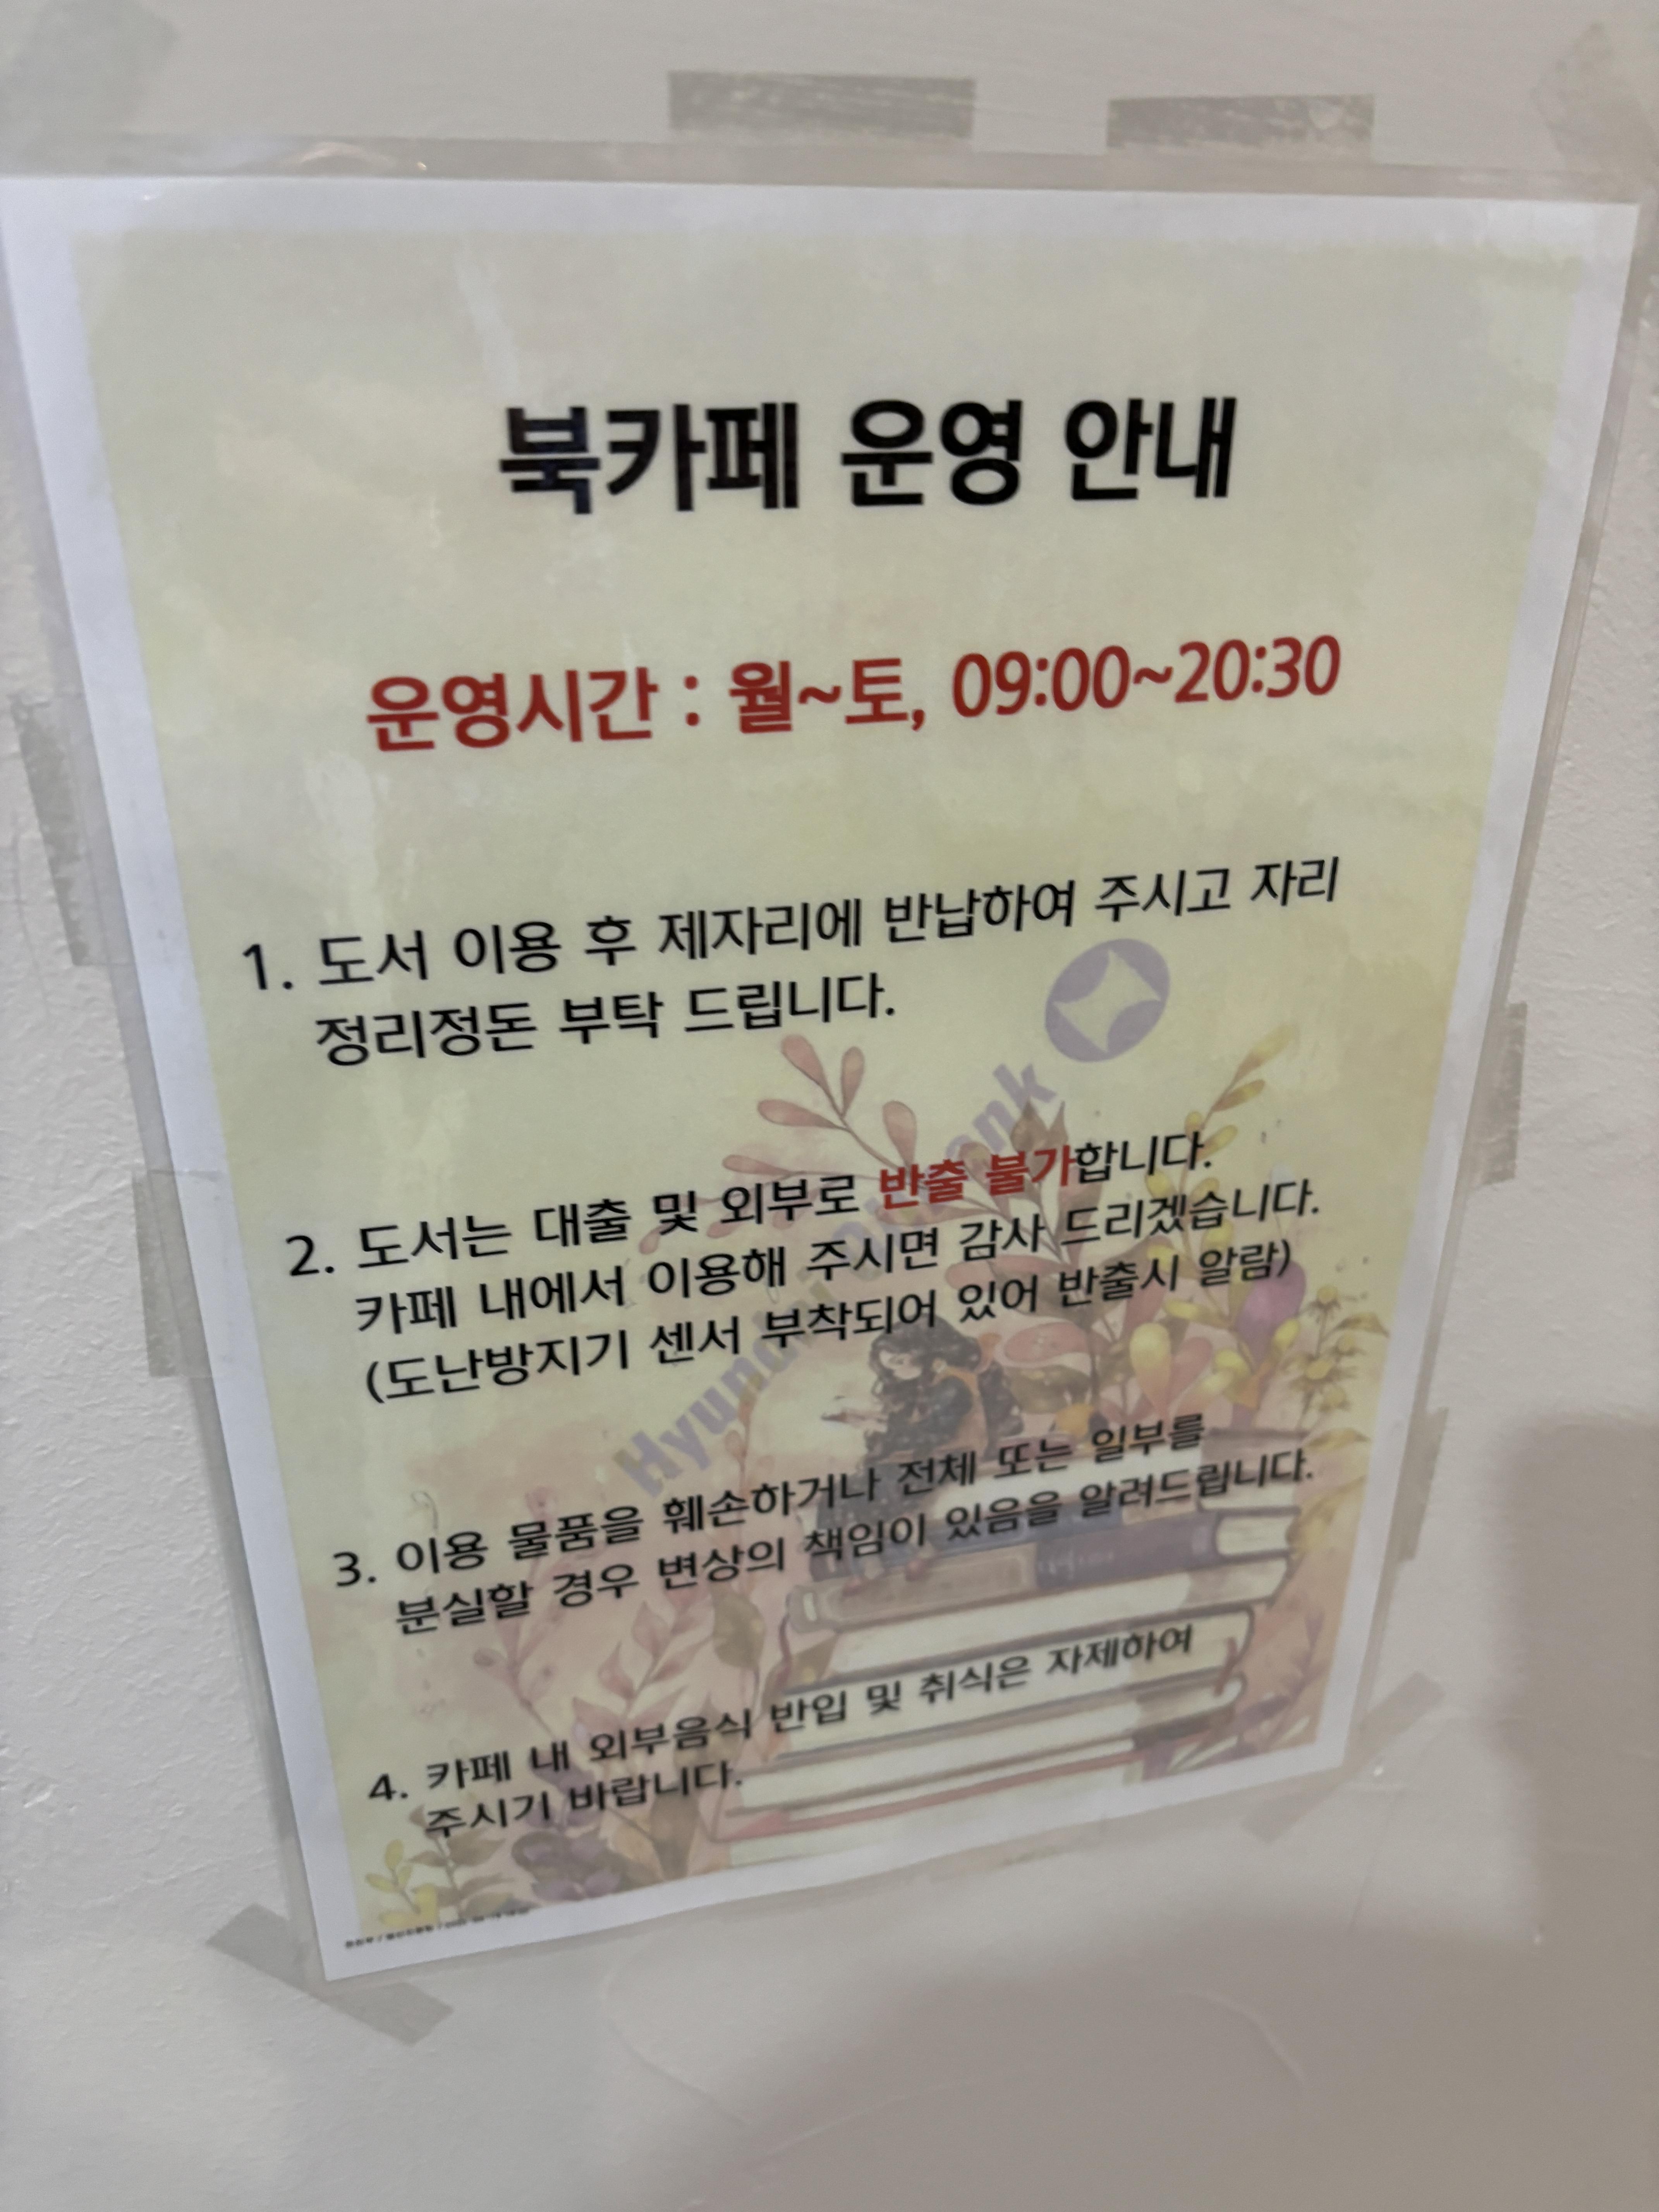 북카페 운영 안내
운영시간 : 월~토, 09:00~20:30
1. 도서 이용 후 제자리에 반납하여 주시고 자리
정리정돈 부탁 드립니다.
2. 도서는 대출 및 외부로 반출 불가합니다.
카페 내에서 이용해 주시면 감사 드리겠습니다.
(도난방지기 센서 부착되어 있어 반출시 알람)
3. 이용 물품을 훼손하거나 전체 또는 일부를
분실할 경우 변상의 책임이 있음을 알려드립니다.
4. 카페 내 외부음식 반입 및 취식은 자제하여
주시기 바랍니다.